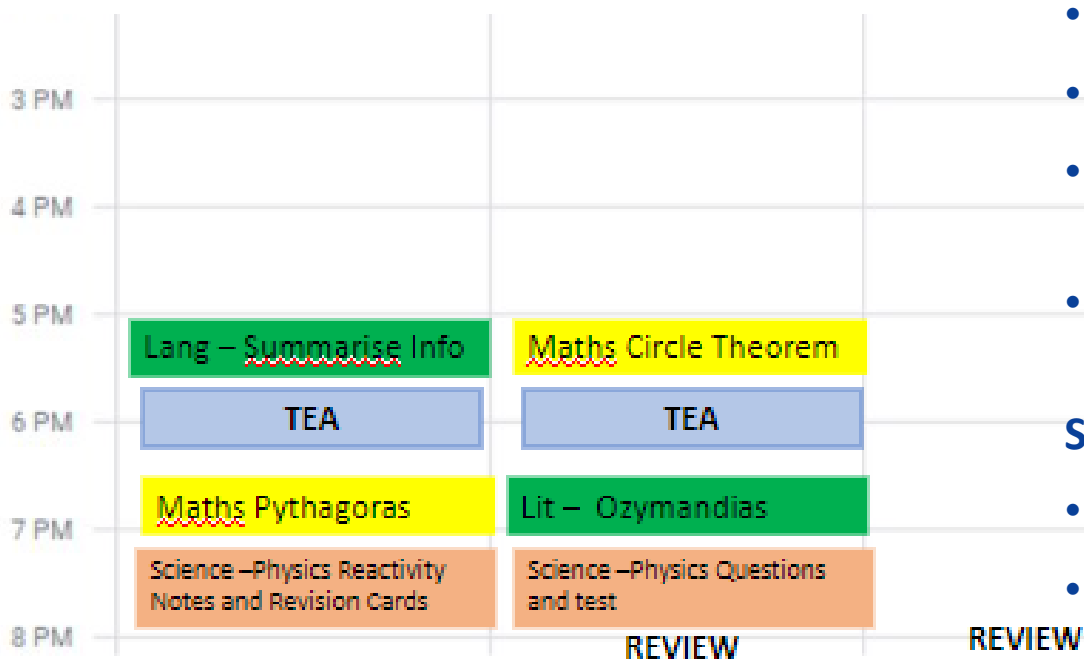 3 PM
4 PM
5 PM
Lang – Summarise Info
Maths Circle Theorem
6 PM
TEA
TEA
S
Maths Pythagoras
Lit – Ozymandias
7 PM
Science –Physics Reactivity
Notes and Revision Cards
Science –Physics Questions
and test
8 PM
REVIEW
REVIEW